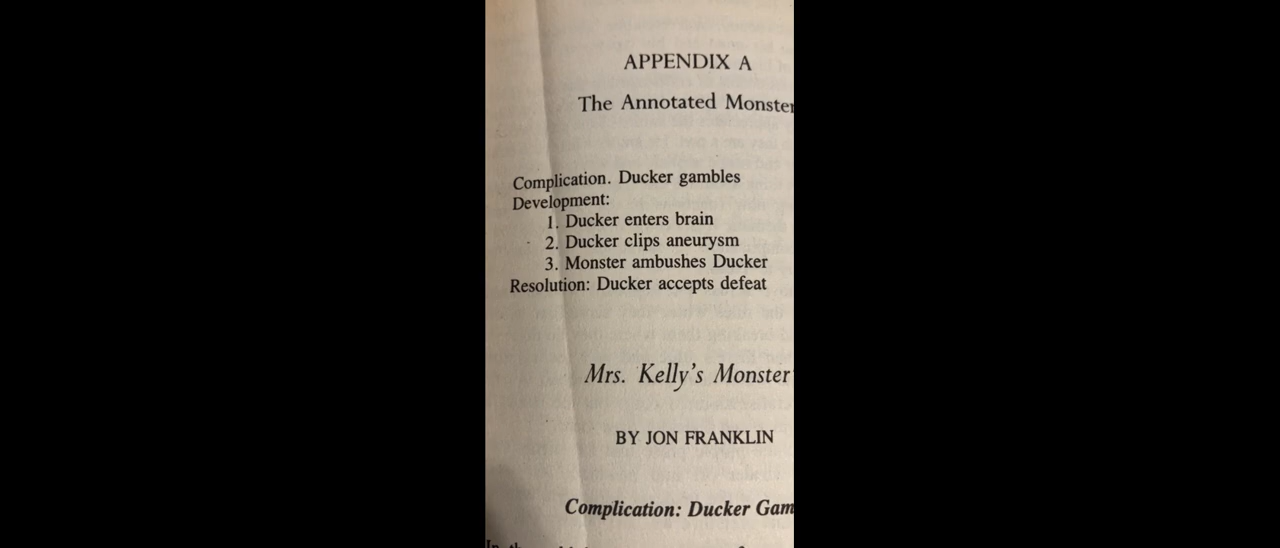 APPENDIX A
The Annotated Monster
Complication. Ducker gambles
Development:
1. Ducker enters brain
2. Ducker clips aneurysm
3. Monster ambushes Ducker
Resolution: Ducker accepts defeat
Mrs. Kelly's Monster
BY JON FRANKLIN
Complication: Ducker Gam
In